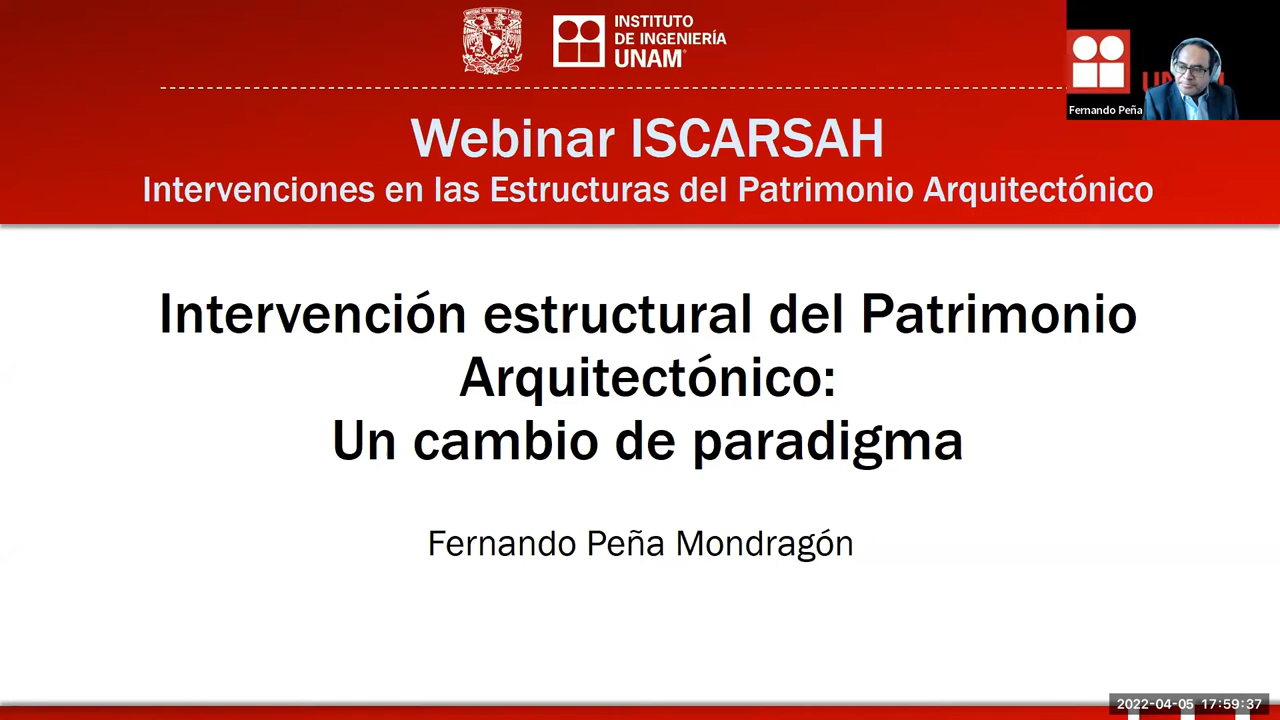 INSTITUTO
DE INGENIERÍA
UNAM®
Fernando Peña
Webinar ISCARSAH
Intervenciones en las Estructuras del Patrimonio Arquitectónico
Intervención estructural del Patrimonio
Arquitectónico:
Un cambio de paradigma
Fernando Peña Mondragón
2022-04-05 17:59:37